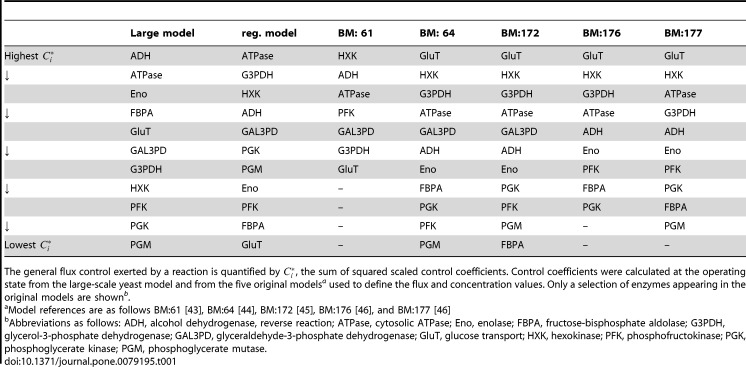 Large model reg. model BM: 61 BM: 64 BM:172 BM:176 BM:177
Highest C_i^s ADH ATPase HXK GluT GluT GluT GluT
↓ ATPase G3PDH ADH HXK HXK HXK HXK
Eno HXK ATPase G3PDH G3PDH G3PDH ATPase
↓ FBPA ADH PFK ATPase ATPase ATPase G3PDH
GluT GAL3PD GAL3PD GAL3PD GAL3PD ADH ADH
↓ GAL3PD PGK G3PDH ADH ADH Eno Eno
G3PDH PGM GluT Eno Eno PFK PFK
↓ HXK Eno – FBPA PGK FBPA PGK
PFK PFK – PGK PFK PGK FBPA
↓ PGK FBPA – PFK PGM – PGM
Lowest C_i^s PGM GluT – PGM FBPA – –
The general flux control exerted by a reaction is quantified by C_i^s, the sum of squared scaled control coefficients. Control coefficients were calculated at the operating
state from the large-scale yeast model and from the five original models^a used to define the flux and concentration values. Only a selection of enzymes appearing in the
original models are shown^b.
^aModel references are as follows BM:61 [43], BM:64 [44], BM:172 [45], BM:176 [46], and BM:177 [46]
^bAbbreviations as follows: ADH, alcohol dehydrogenase, reverse reaction; ATPase, cytosolic ATPase; Eno, enolase; FBPA, fructose-bisphosphate aldolase; G3PDH,
glycerol-3-phosphate dehydrogenase; GAL3PD, glyceraldehyde-3-phosphate dehydrogenase; GluT, glucose transport; HXK, hexokinase; PFK, phosphofructokinase; PGK,
phosphoglycerate kinase; PGM, phosphoglycerate mutase.
doi:10.1371/journal.pone.0079195.t001